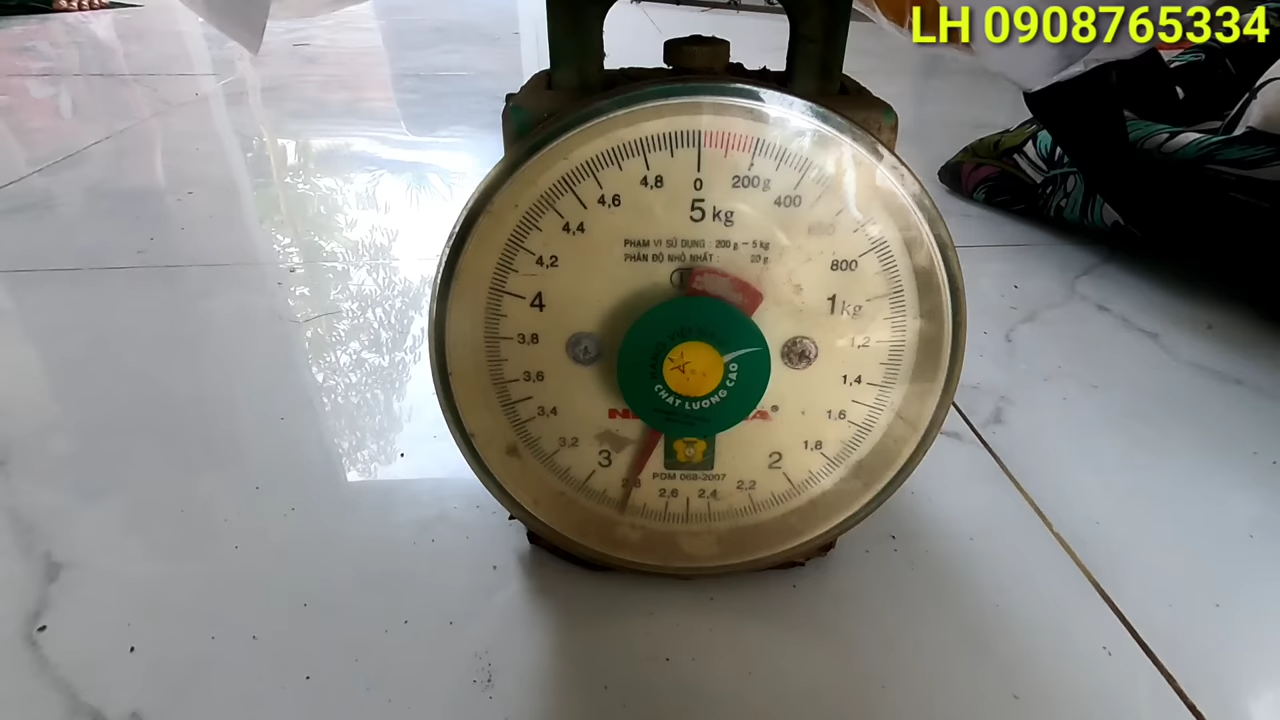 LH 0908765334
4,8 0 200g
4,6 400
5 kg
4,4 600
PHẠM VI SỬ DỤNG : 200 g – 5 kg
PHÂN ĐỘ NHỎ NHẤT : 20 g
4,2 800
4 1kg
3,8 1,2
3,6 1,4
CHẤT LƯỢNG CAO
3,4 1,6
3,2 1,8
3 2
PDM 068-2007
2,8 2,6 2,4 2,2